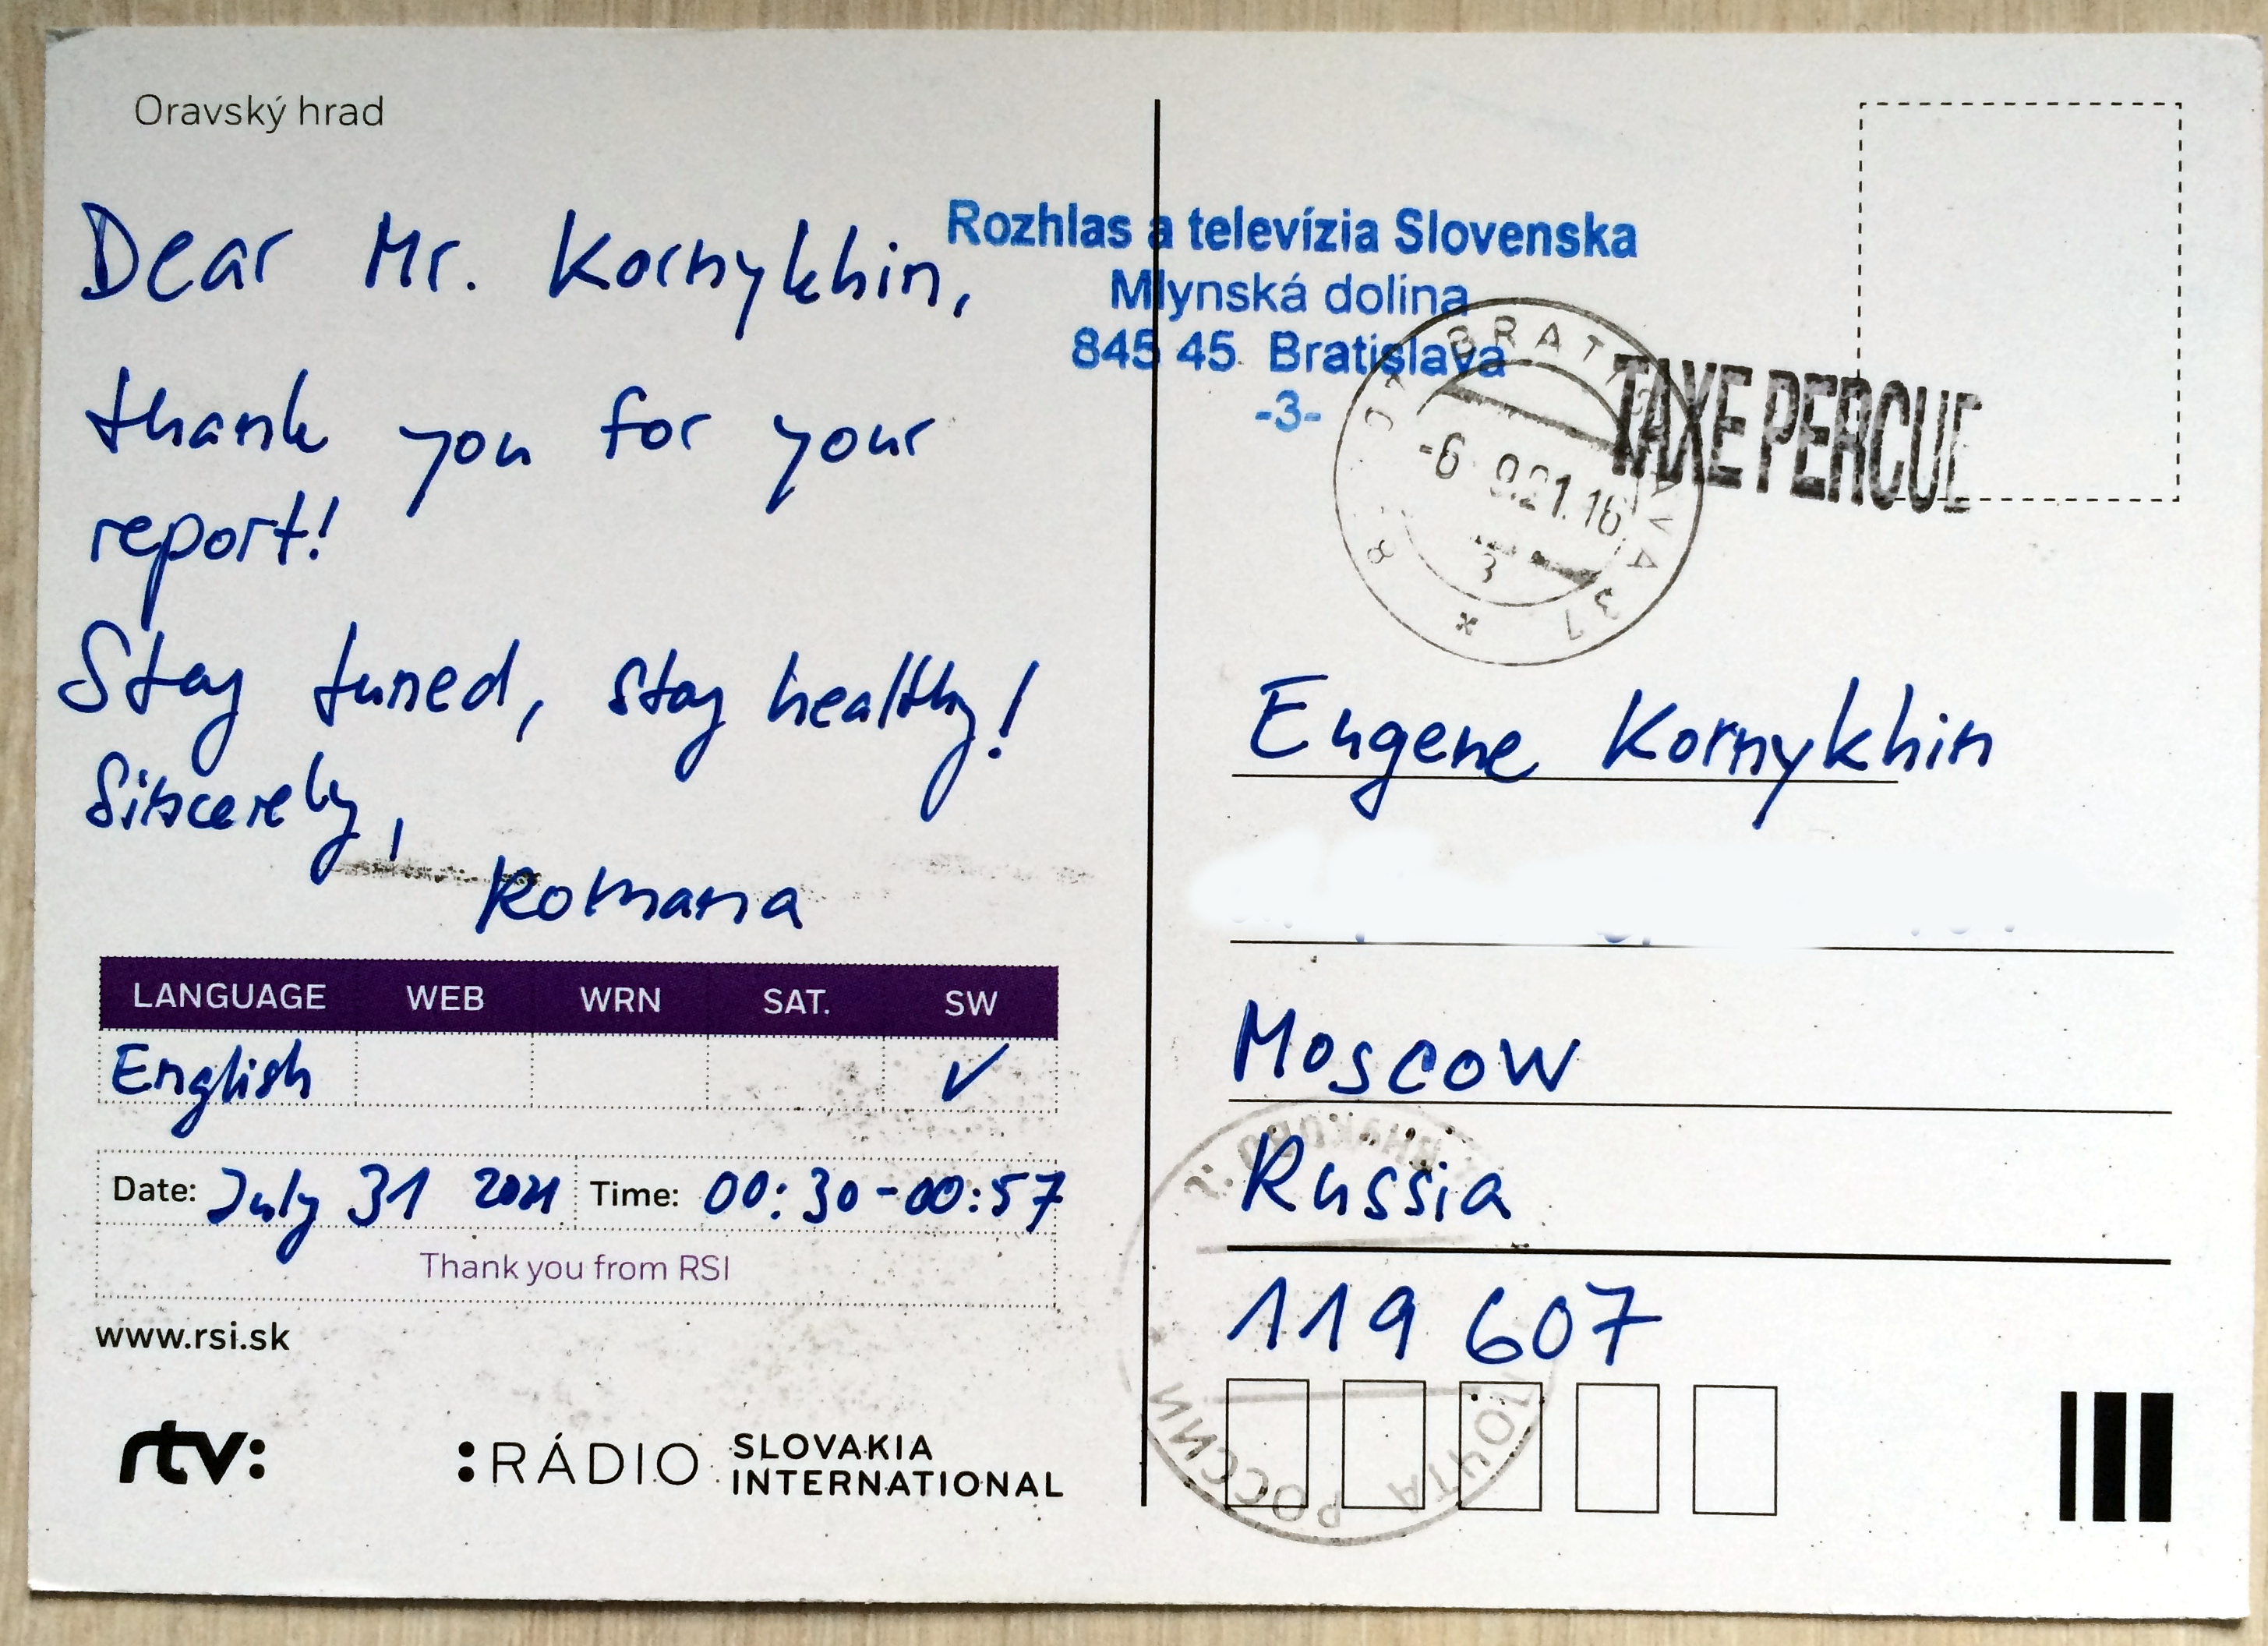 Oravský hrad
Dear Mr. Kornykhin,
thank you for your
report!
Stay tuned, stay healthy!
Sincerely,
Romana
LANGUAGE WEB WRN SAT. SW
English ✓
Date: July 31 2021 Time: 00:30-00:57
Thank you from RSI
www.rsi.sk
rtv:
:RÁDIO SLOVAKIA
INTERNATIONAL
Rozhlas a televízia Slovenska
Mlynská dolina
845 45 Bratislava
-3-
BRATISLAVA 37
-6. 9.21.16
3
TAXE PERCUE
Eugene Kornykhin
Moscow
Russia
119 607
ПОЧТА РОССИИ